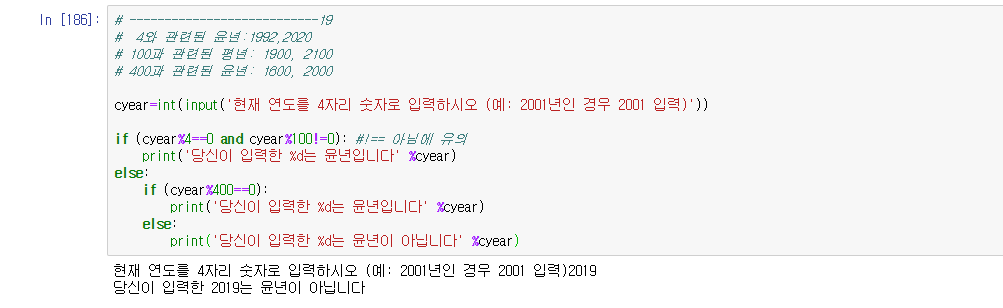 In [186]:
# ---------------------------19
#  4와 관련된 윤년:1992,2020
# 100과 관련된 평년: 1900, 2100
# 400과 관련된 윤년: 1600, 2000
cyear=int(input('현재 연도를 4자리 숫자로 입력하시오 (예: 2001년인 경우 2001 입력)'))
if (cyear%4==0 and cyear%100!=0): #!== 아님에 유의
    print('당신이 입력한 %d는 윤년입니다' %cyear)
else:
    if (cyear%400==0):
        print('당신이 입력한 %d는 윤년입니다' %cyear)
    else:
        print('당신이 입력한 %d는 윤년이 아닙니다' %cyear)
현재 연도를 4자리 숫자로 입력하시오 (예: 2001년인 경우 2001 입력)2019
당신이 입력한 2019는 윤년이 아닙니다